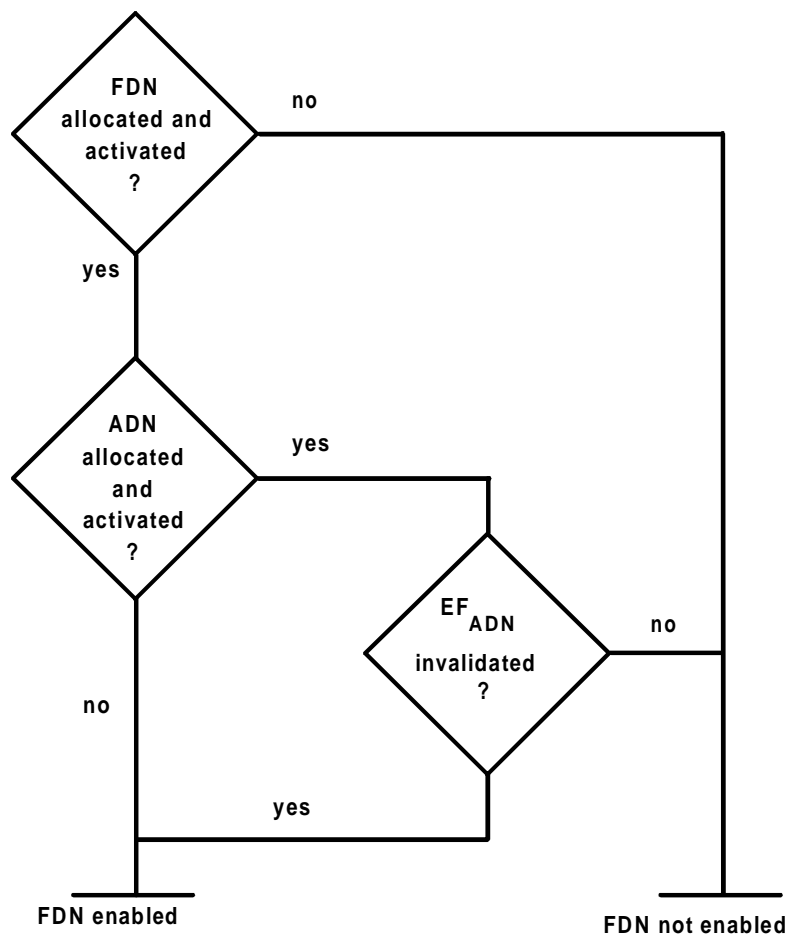 FDN
allocated and
activated
?
no
yes
ADN
allocated
and
activated
?
yes
EF ADN
invalidated
?
no
no
yes
FDN enabled
FDN not enabled